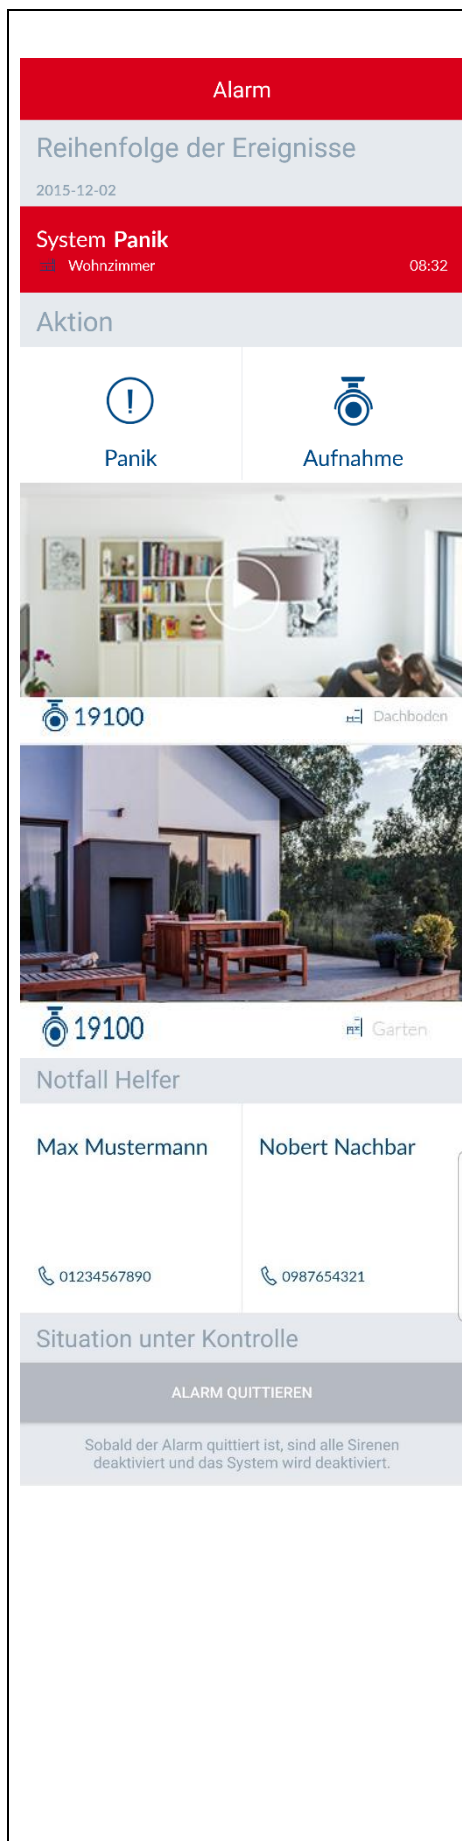 Alarm
Reihenfolge der Ereignisse
2015-12-02
System Panik
Wohnzimmer 08:32
Aktion
Panik Aufnahme
19100 Dachboden
19100 Garten
Notfall Helfer
Max Mustermann Nobert Nachbar
01234567890 0987654321
Situation unter Kontrolle
ALARM QUITTIEREN
Sobald der Alarm quittiert ist, sind alle Sirenen
deaktiviert und das System wird deaktiviert.